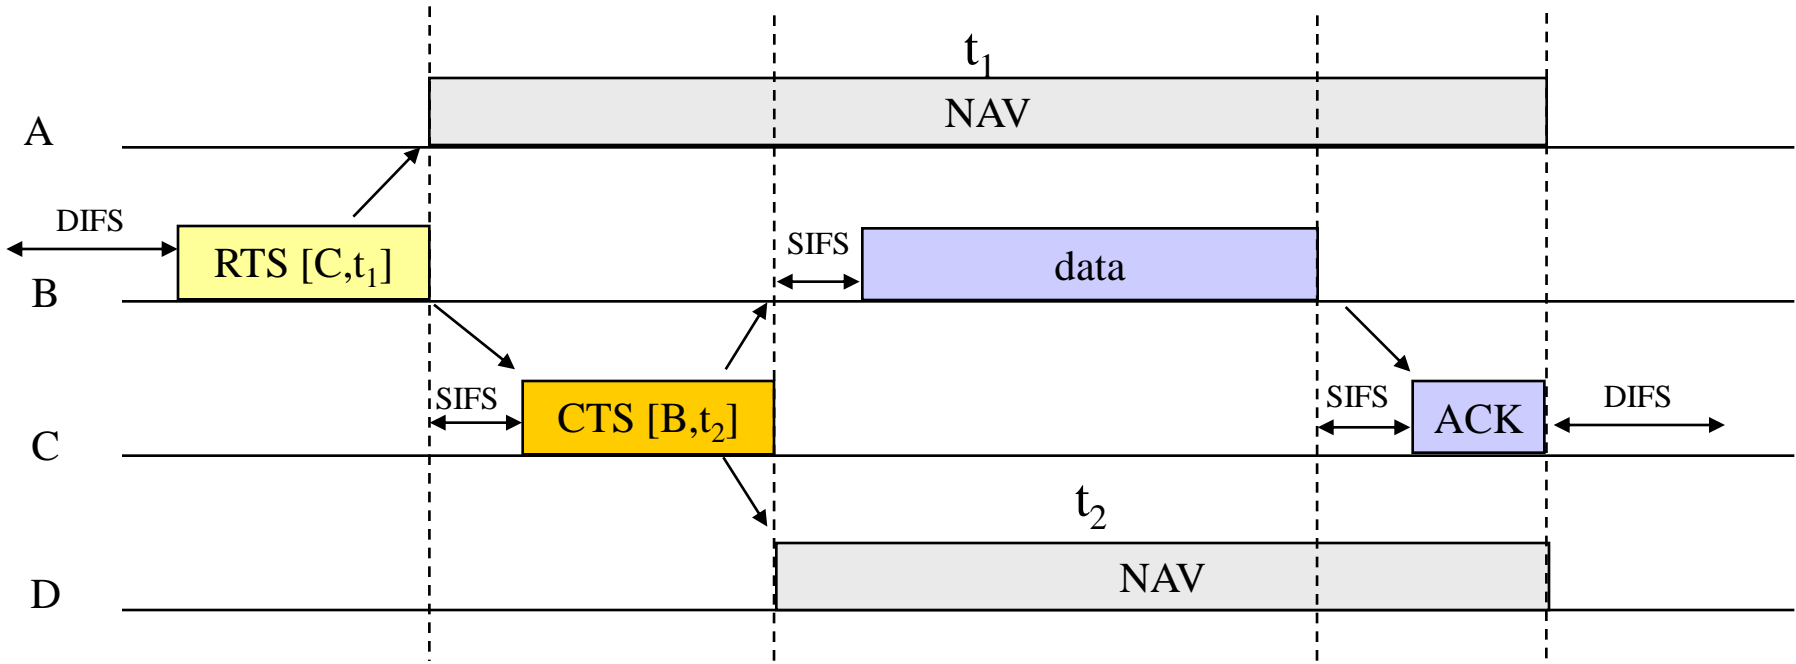 t₁
NAV
A
DIFS
RTS [C,t₁]
SIFS
data
B
SIFS
CTS [B,t₂]
SIFS
ACK
DIFS
C
t₂
NAV
D